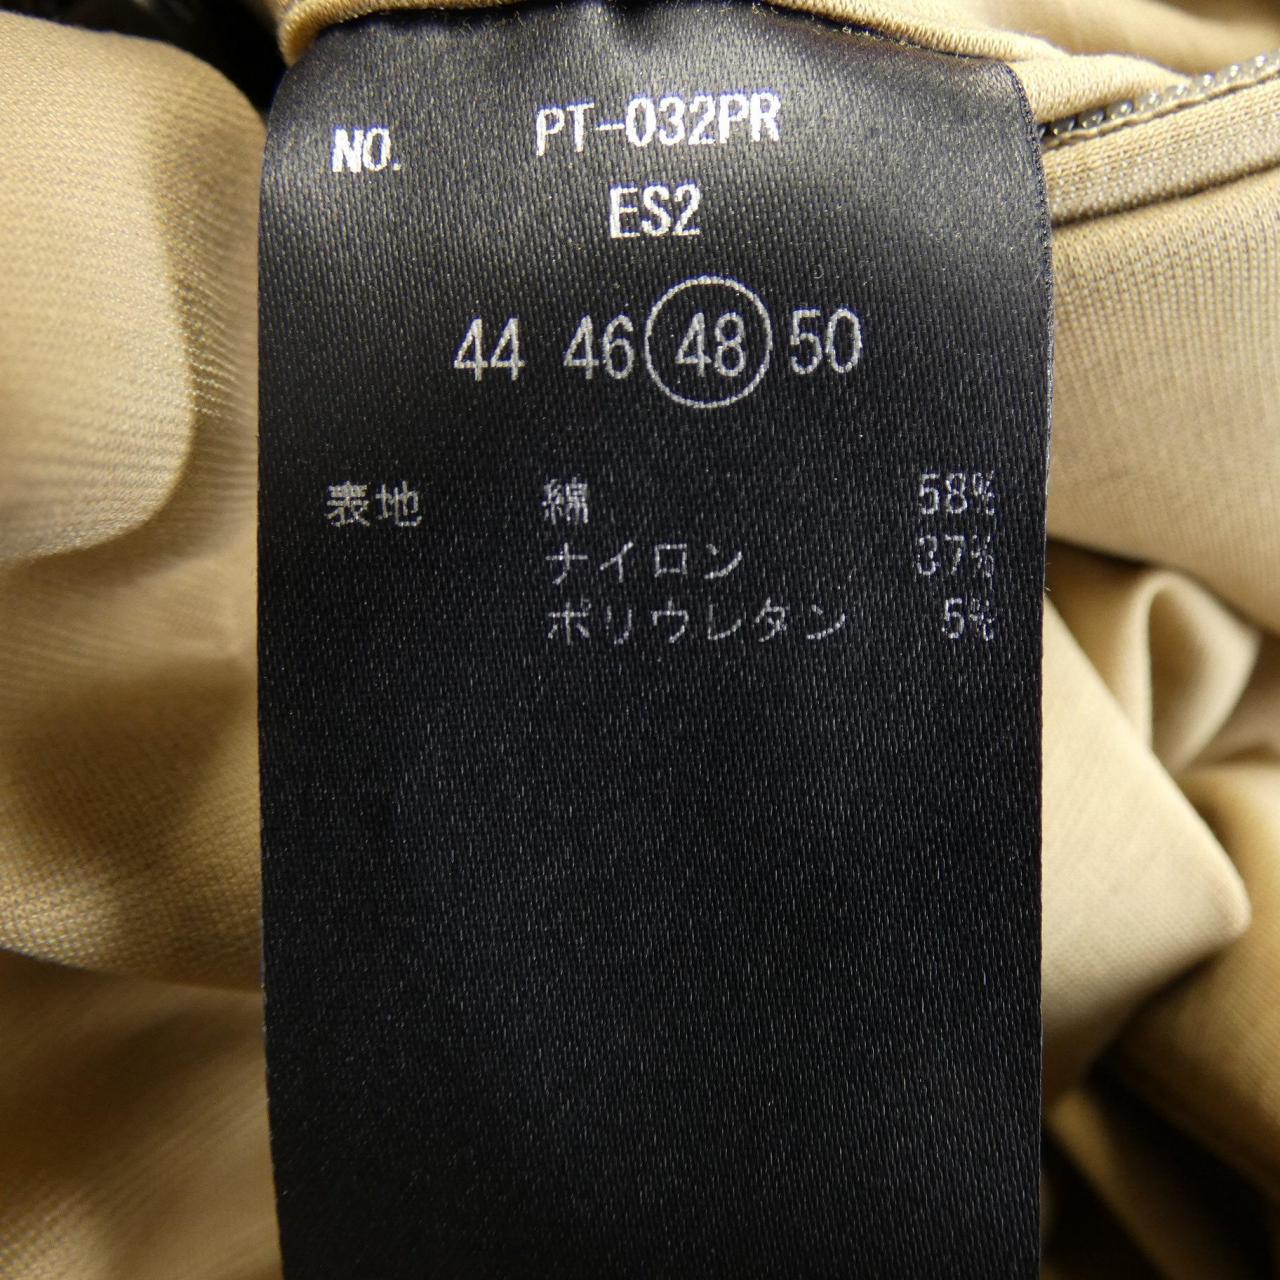 NO. PT-032PR
ES2
44 46 48 50
表地 綿 58%
ナイロン 37%
ポリウレタン 5%